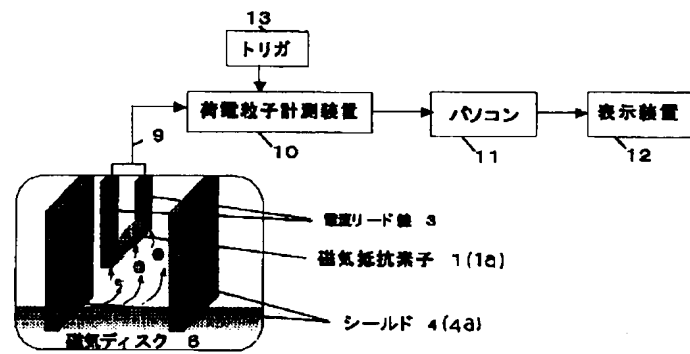 13
トリガ
荷電粒子計測装置
パソコン
表示装置
9
10
11
12
電流リード線 3
磁気抵抗素子 1(1a)
シールド 4(4a)
磁気ディスク 6